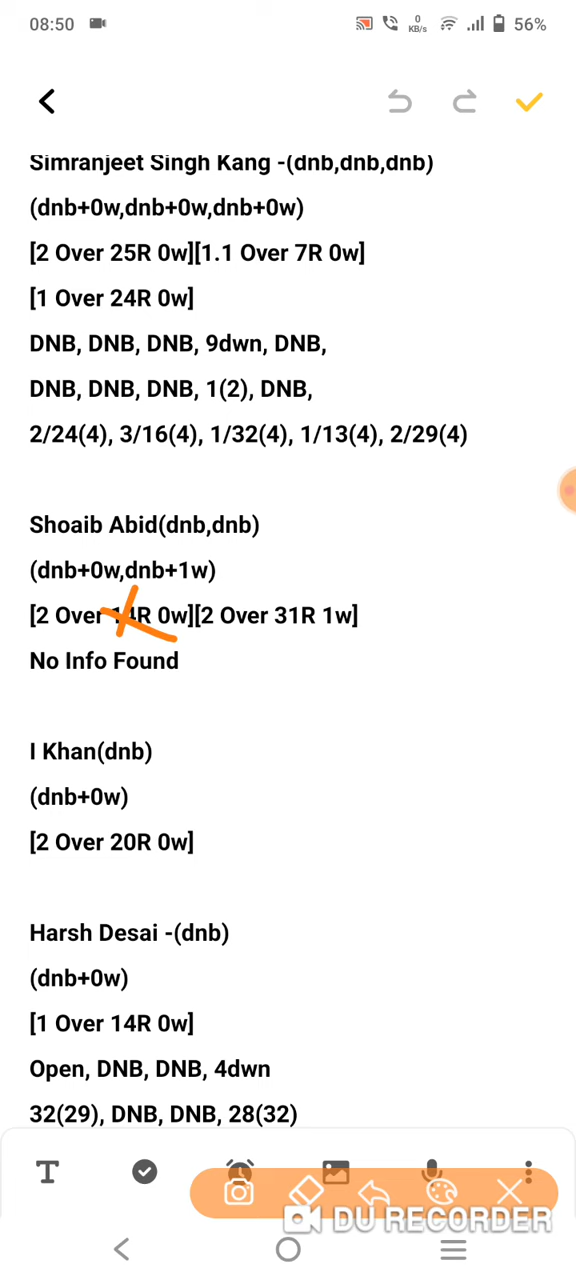 08:50
0
KB/s
56%
Simranjeet Singh Kang -(dnb,dnb,dnb)
(dnb+0w,dnb+0w,dnb+0w)
[2 Over 25R 0w][1.1 Over 7R 0w]
[1 Over 24R 0w]
DNB, DNB, DNB, 9dwn, DNB,
DNB, DNB, DNB, 1(2), DNB,
2/24(4), 3/16(4), 1/32(4), 1/13(4), 2/29(4)
Shoaib Abid(dnb,dnb)
(dnb+0w,dnb+1w)
[2 Over 14R 0w][2 Over 31R 1w]
No Info Found
I Khan(dnb)
(dnb+0w)
[2 Over 20R 0w]
Harsh Desai -(dnb)
(dnb+0w)
[1 Over 14R 0w]
Open, DNB, DNB, 4dwn
32(29), DNB, DNB, 28(32)
T
DU RECORDER